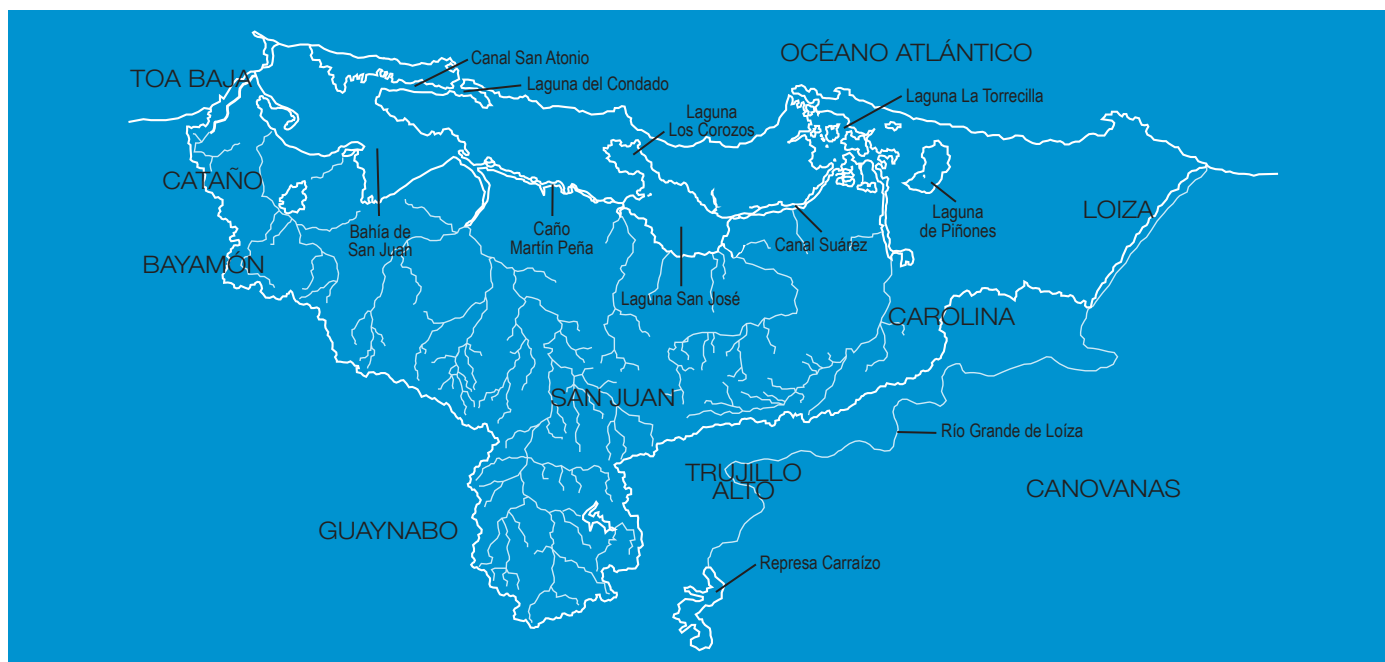 OCÉANO ATLÁNTICO
Canal San Atonio
TOA BAJA
Laguna del Condado
Laguna La Torrecilla
Laguna
Los Corozos
CATAÑO
LOIZA
Laguna
de Piñones
Bahía de
San Juan
Caño
Martín Peña
Canal Suárez
BAYAMÓN
Laguna San José
CAROLINA
SAN JUAN
Río Grande de Loíza
TRUJILLO
ALTO
CANOVANAS
GUAYNABO
Represa Carraízo